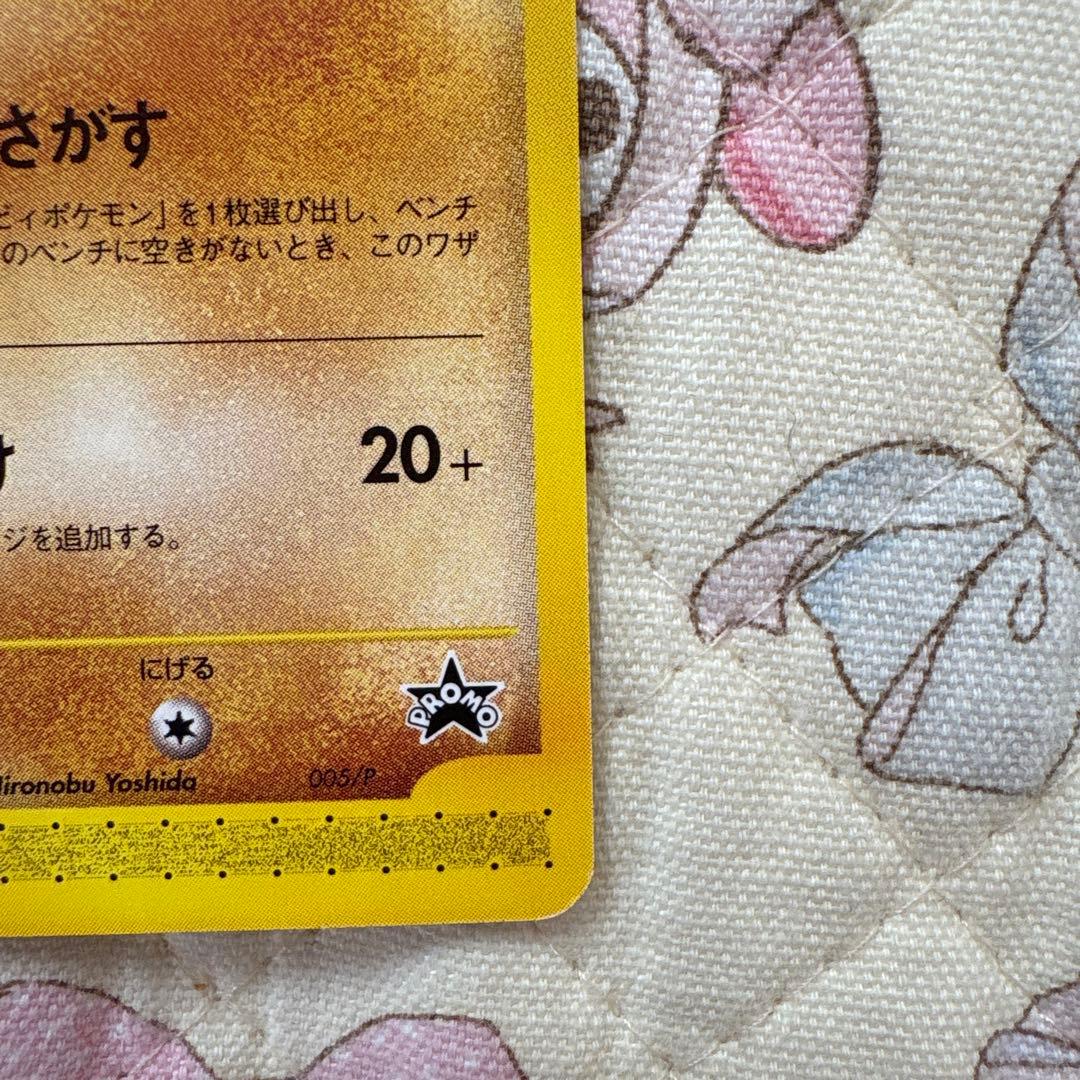 さがす
ビィポケモン」を1枚選び出し、ベンチ
のベンチに空きがないとき、このワザ
け 20+
ジを追加する。
にげる
PROMO
Hironobu Yoshida 005/P